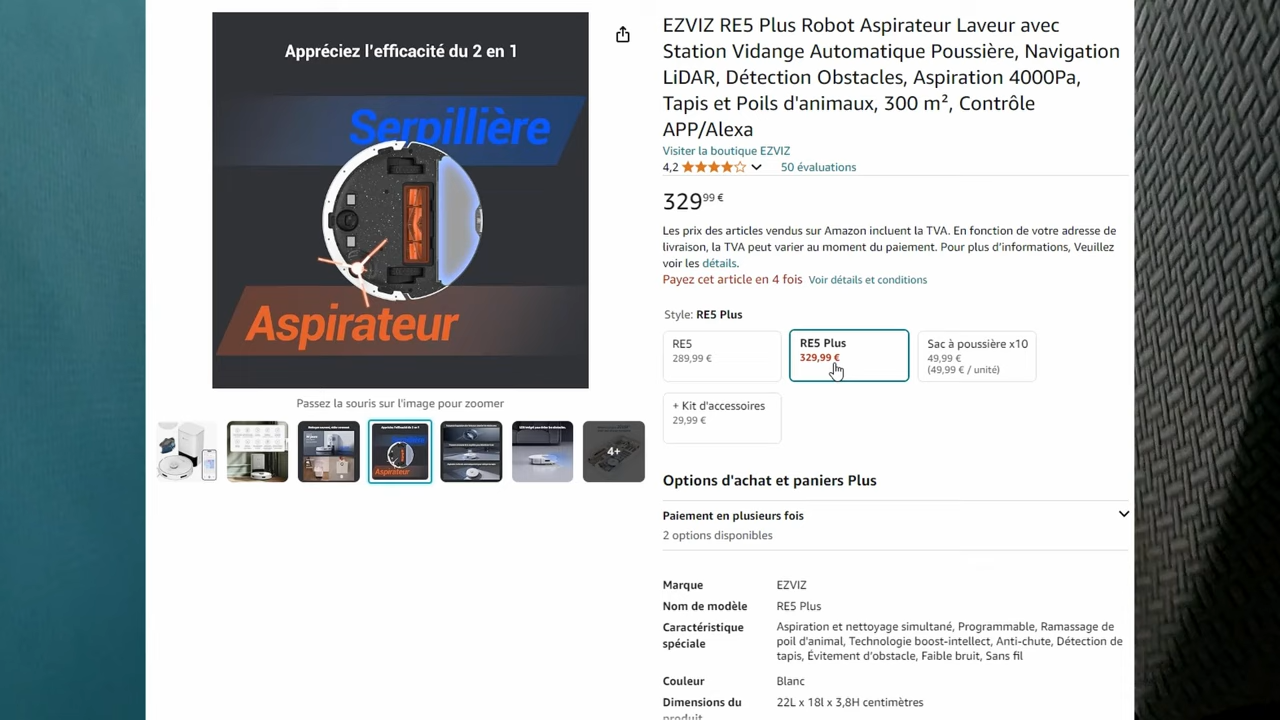 Appréciez l'efficacité du 2 en 1
Serpillière
Aspirateur
Passez la souris sur l'image pour zoomer
4+
EZVIZ RE5 Plus Robot Aspirateur Laveur avec
Station Vidange Automatique Poussière, Navigation
LiDAR, Détection Obstacles, Aspiration 4000Pa,
Tapis et Poils d'animaux, 300 m², Contrôle
APP/Alexa
Visiter la boutique EZVIZ
4,2 50 évaluations
329,99 €
Les prix des articles vendus sur Amazon incluent la TVA. En fonction de votre adresse de
livraison, la TVA peut varier au moment du paiement. Pour plus d'informations, Veuillez
voir les détails.
Payez cet article en 4 fois Voir détails et conditions
Style: RE5 Plus
RE5
289,99 €
RE5 Plus
329,99 €
Sac à poussière x10
49,99 €
(49,99 € / unité)
+ Kit d'accessoires
29,99 €
Options d'achat et paniers Plus
Paiement en plusieurs fois
2 options disponibles
Marque EZVIZ
Nom de modèle RE5 Plus
Caractéristique spéciale Aspiration et nettoyage simultané, Programmable, Ramassage de
poil d'animal, Technologie boost-intellect, Anti-chute, Détection de
tapis, Évitement d'obstacle, Faible bruit, Sans fil
Couleur Blanc
Dimensions du produit 22L x 18l x 3,8H centimètres